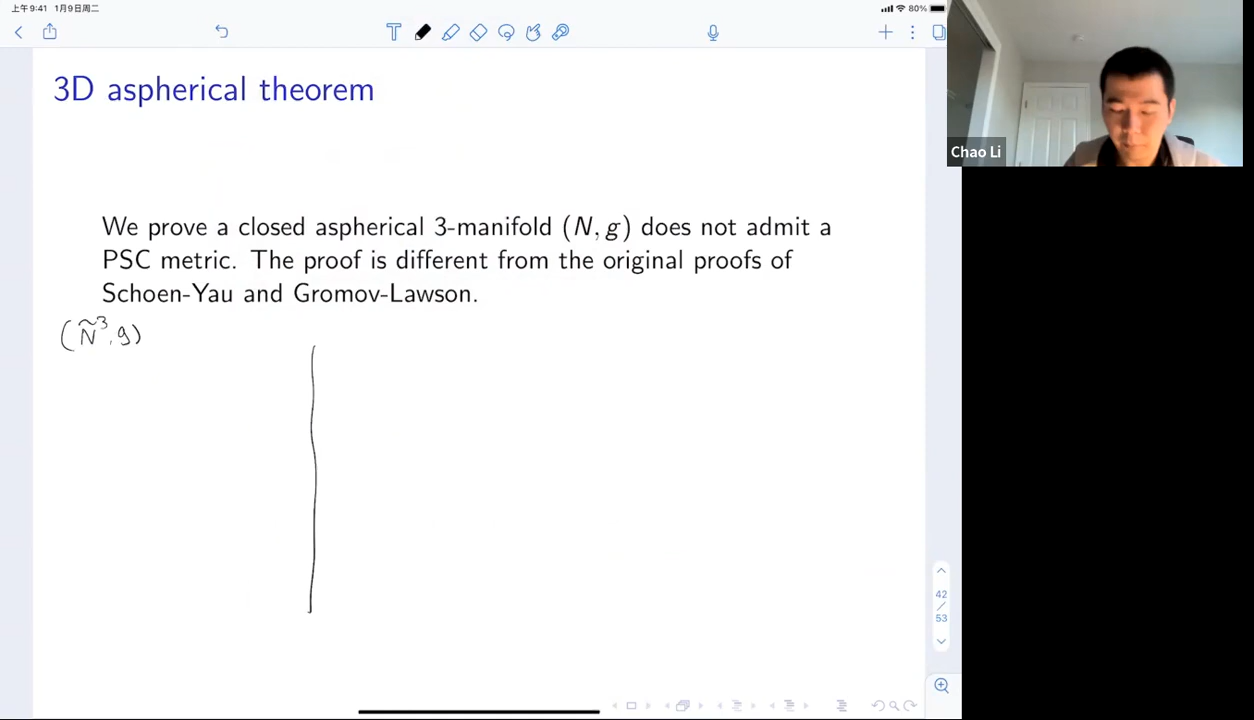 上午9:41 1月9日周二
80%
3D aspherical theorem
Chao Li
We prove a closed aspherical 3-manifold (N, g) does not admit a
PSC metric. The proof is different from the original proofs of
Schoen-Yau and Gromov-Lawson.
(Ñ³, g)
42
/
53